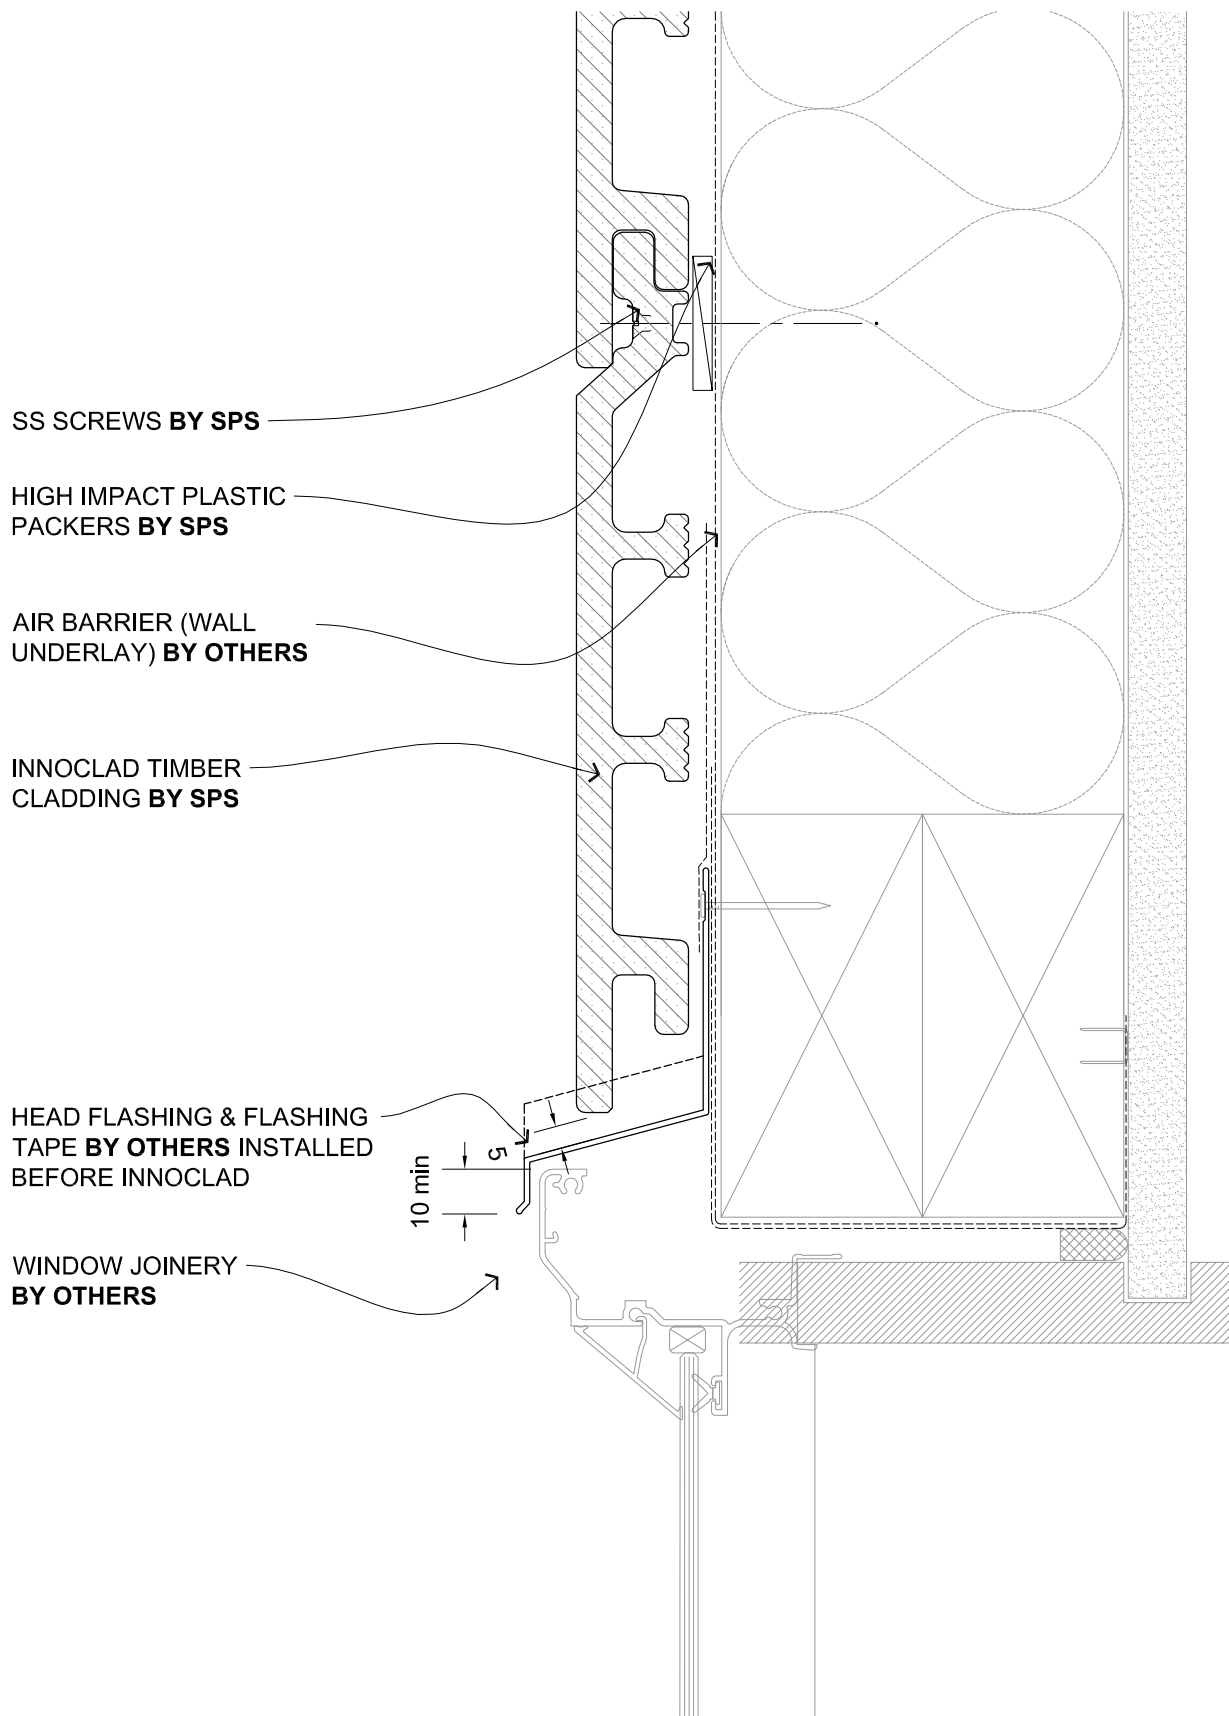 SS SCREWS BY SPS
HIGH IMPACT PLASTIC
PACKERS BY SPS
AIR BARRIER (WALL
UNDERLAY) BY OTHERS
INNOCLAD TIMBER
CLADDING BY SPS
HEAD FLASHING & FLASHING
TAPE BY OTHERS INSTALLED
BEFORE INNOCLAD
5
10 min
WINDOW JOINERY
BY OTHERS